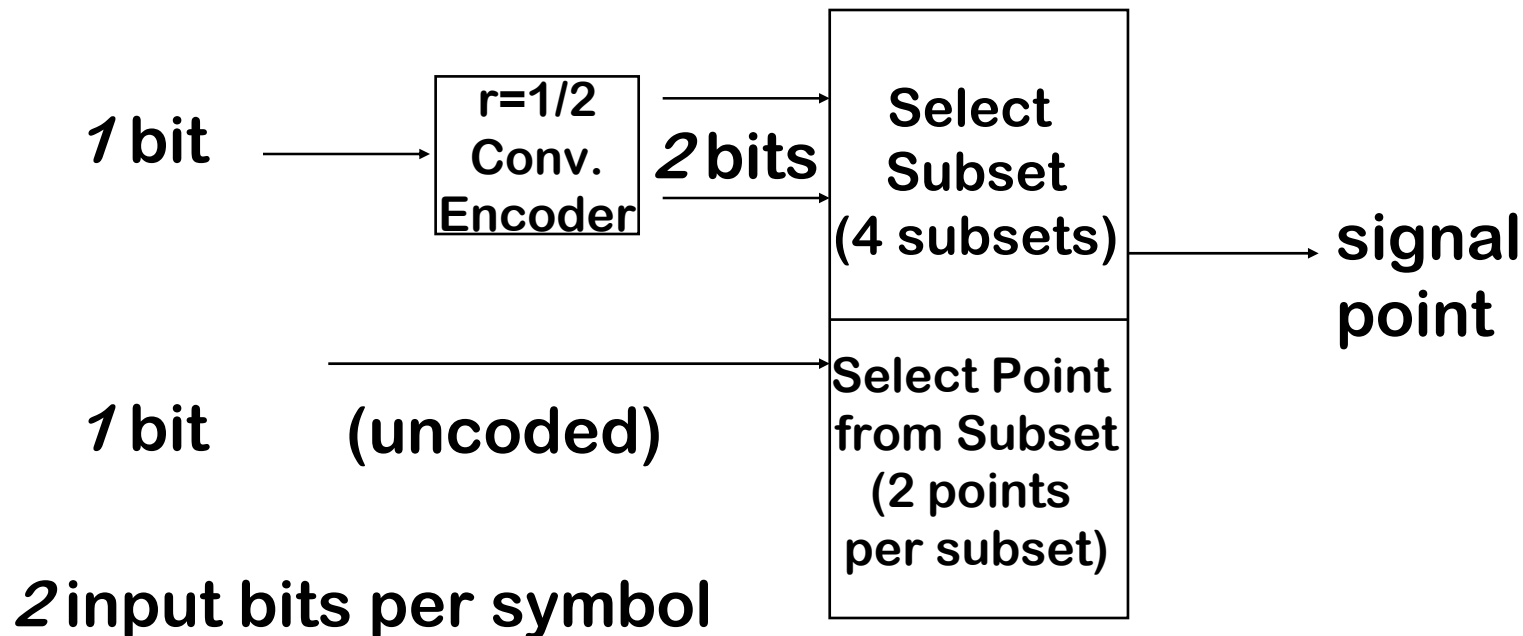 1 bit
r=1/2
Conv.
Encoder
2 bits
Select
Subset
(4 subsets)
signal
point
1 bit
(uncoded)
Select Point
from Subset
(2 points
per subset)
2 input bits per symbol